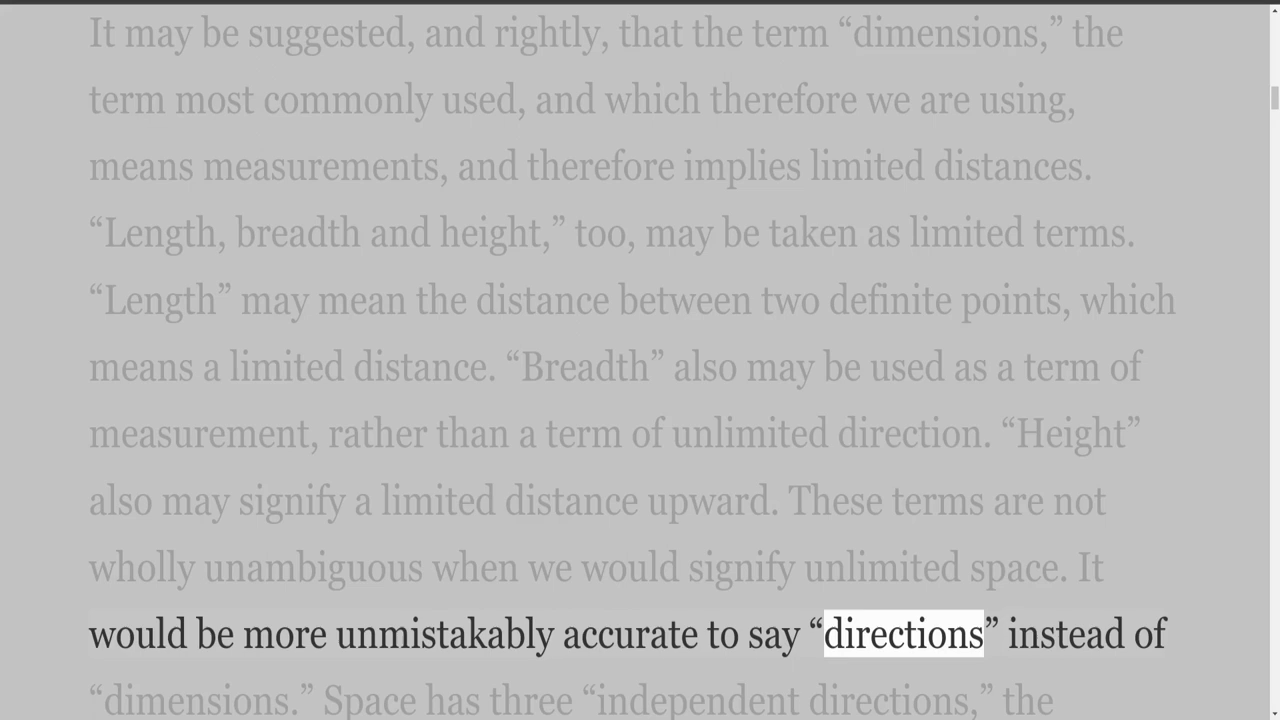 It may be suggested, and rightly, that the term “dimensions,” the
term most commonly used, and which therefore we are using,
means measurements, and therefore implies limited distances.
“Length, breadth and height,” too, may be taken as limited terms.
“Length” may mean the distance between two definite points, which
means a limited distance. “Breadth” also may be used as a term of
measurement, rather than a term of unlimited direction. “Height”
also may signify a limited distance upward. These terms are not
wholly unambiguous when we would signify unlimited space. It
would be more unmistakably accurate to say “directions” instead of
“dimensions.” Space has three “independent directions,” the